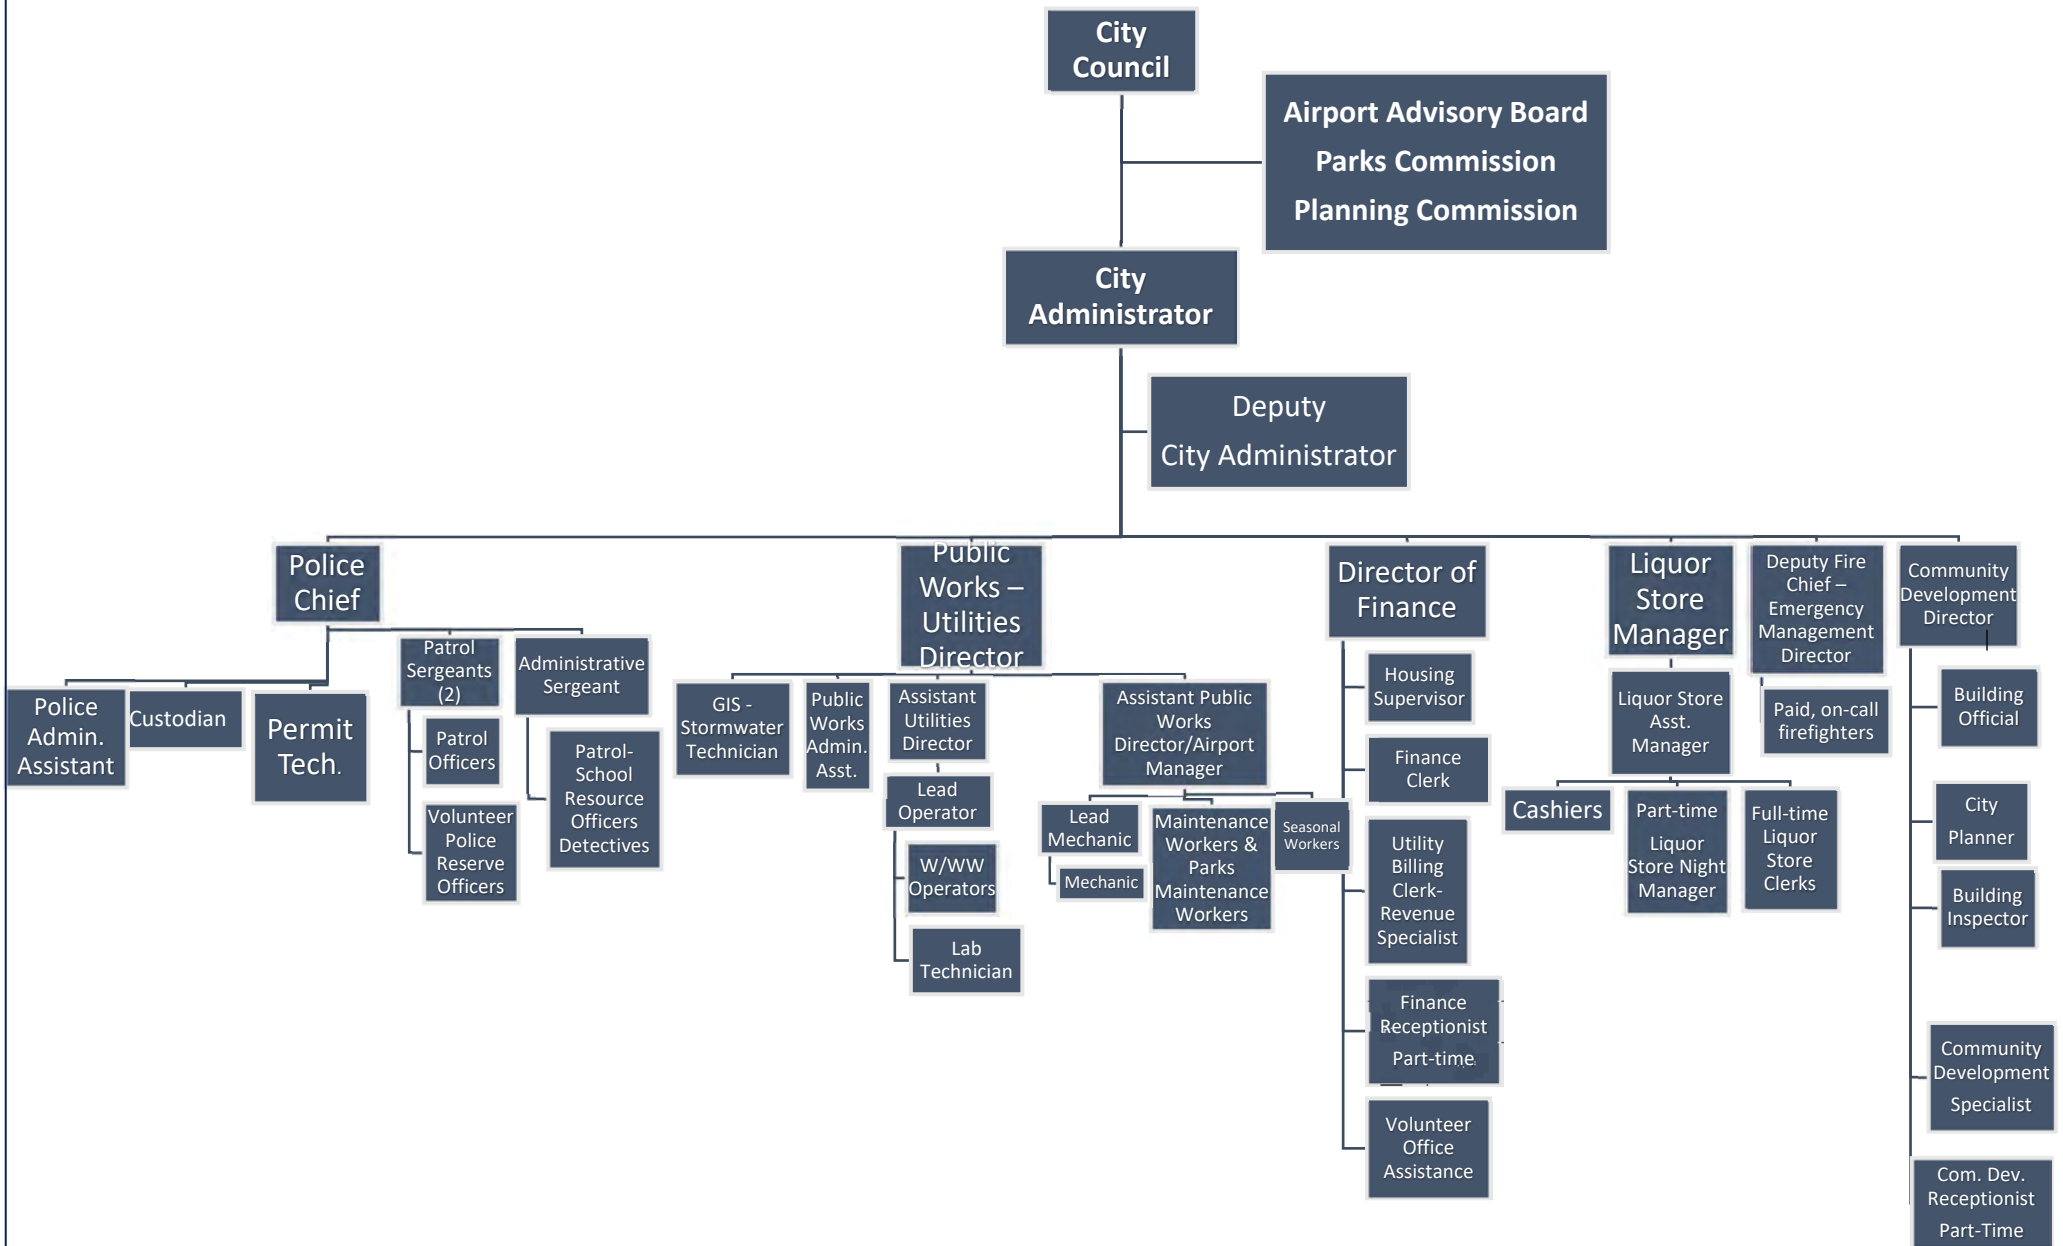 City
Council
Airport Advisory Board
Parks Commission
Planning Commission
City
Administrator
Deputy
City Administrator
Police
Chief
Public
Works –
Utilities
Director
Director of
Finance
Liquor
Store
Manager
Deputy Fire
Chief –
Emergency
Management
Director
Community
Development
Director
Police
Admin.
Assistant
Custodian
Permit
Tech.
Patrol
Sergeants
(2)
Patrol
Officers
Volunteer
Police
Reserve
Officers
Administrative
Sergeant
Patrol-
School
Resource
Officers
Detectives
GIS -
Stormwater
Technician
Public
Works
Admin.
Asst.
Assistant
Utilities
Director
Lead
Operator
W/WW
Operators
Lab
Technician
Assistant Public
Works
Director/Airport
Manager
Lead
Mechanic
Mechanic
Maintenance
Workers &
Parks
Maintenance
Workers
Seasonal
Workers
Housing
Supervisor
Finance
Clerk
Utility
Billing
Clerk-
Revenue
Specialist
Finance
Receptionist
Part-time
Volunteer
Office
Assistance
Liquor Store
Asst.
Manager
Cashiers
Part-time
Liquor
Store Night
Manager
Full-time
Liquor
Store
Clerks
Paid, on-call
firefighters
Building
Official
City
Planner
Building
Inspector
Community
Development
Specialist
Com. Dev.
Receptionist
Part-Time